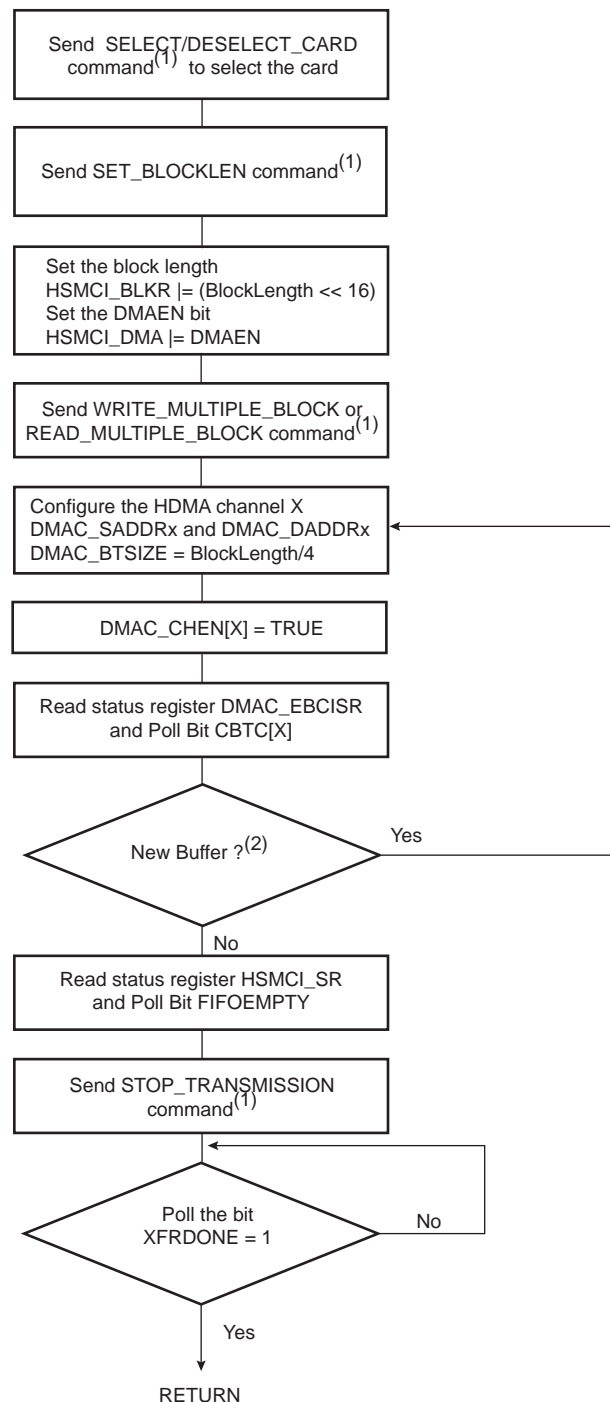 Send SELECT/DESELECT_CARD
command(1) to select the card
Send SET_BLOCKLEN command(1)
Set the block length
HSMCI_BLKR |= (BlockLength << 16)
Set the DMAEN bit
HSMCI_DMA |= DMAEN
Send WRITE_MULTIPLE_BLOCK or
READ_MULTIPLE_BLOCK command(1)
Configure the HDMA channel X
DMAC_SADDRx and DMAC_DADDRx
DMAC_BTSIZE = BlockLength/4
DMAC_CHEN[X] = TRUE
Read status register DMAC_EBCISR
and Poll Bit CBTC[X]
New Buffer ?(2)
Yes
No
Read status register HSMCI_SR
and Poll Bit FIFOEMPTY
Send STOP_TRANSMISSION
command(1)
Poll the bit
XFRDONE = 1
No
Yes
RETURN